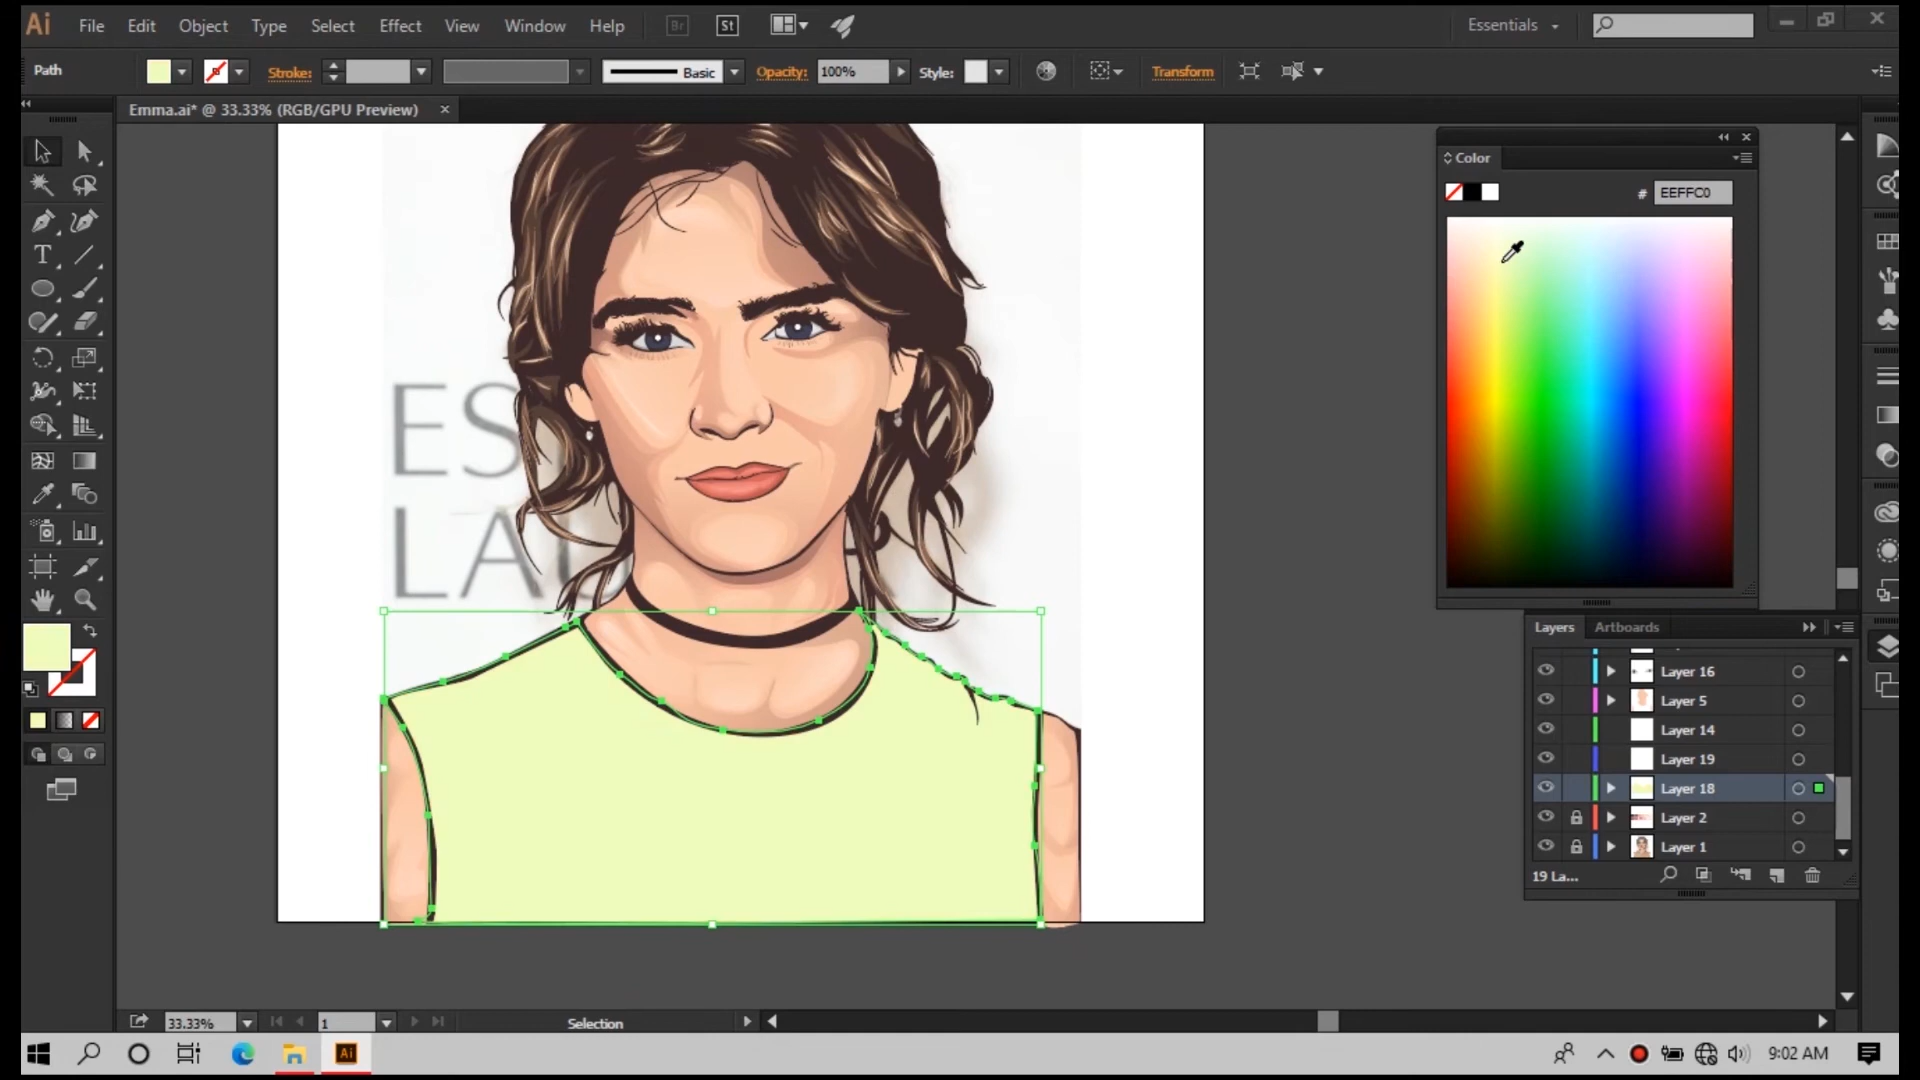 Ai File Edit Object Type Select Effect View Window Help Br St Essentials
Path Stroke: Basic Opacity: 100% Style: Transform
Emma.ai* @ 33.33% (RGB/GPU Preview)
Color
# EEFFC0
ES
LAU
Layers Artboards
Layer 16
Layer 5
Layer 14
Layer 19
Layer 18
Layer 2
Layer 1
19 La...
33.33% 1 Selection
Ai 9:02 AM